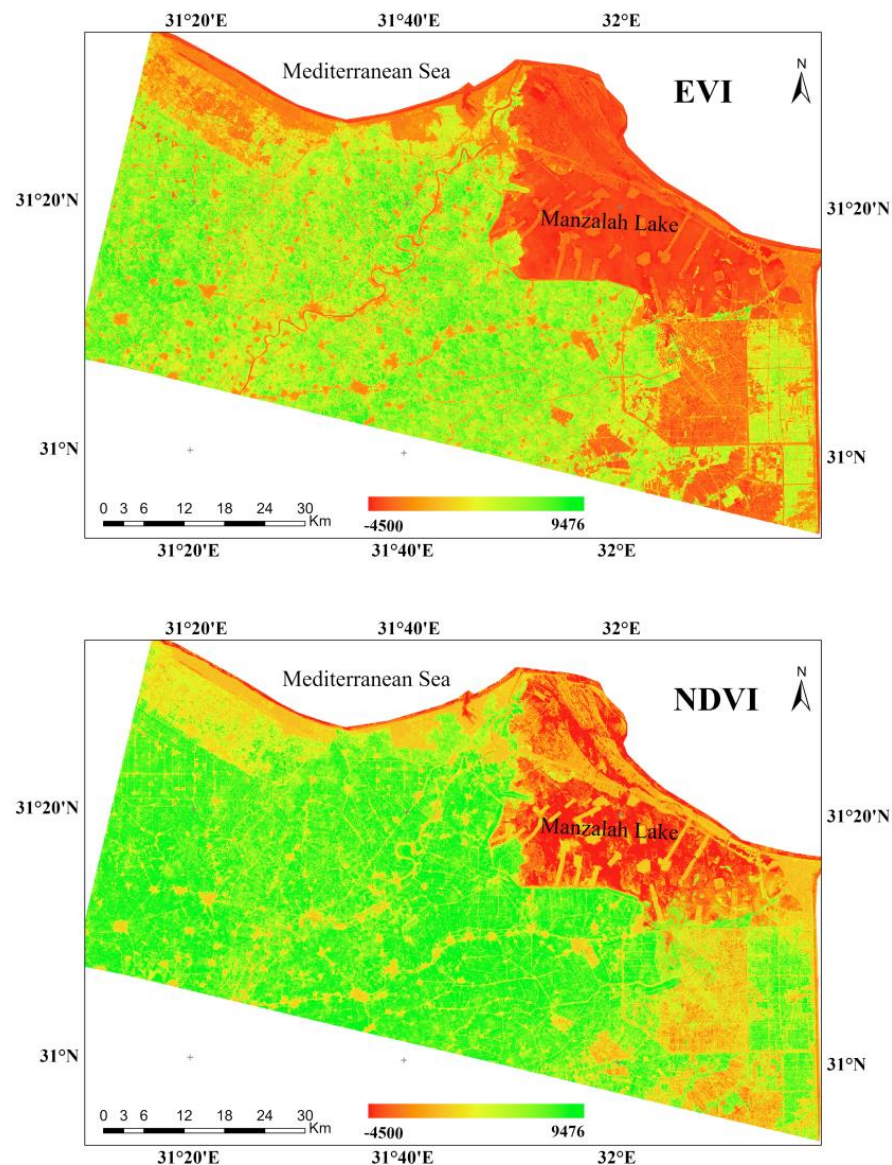 31°20'E 31°40'E 32°E
Mediterranean Sea
N
EVI
31°20'N 31°20'N
Manzalah Lake
31°N 31°N
0 3 6 12 18 24 30
Km
-4500 9476
31°20'E 31°40'E 32°E
31°20'E 31°40'E 32°E
Mediterranean Sea
N
NDVI
31°20'N 31°20'N
Manzalah Lake
31°N 31°N
0 3 6 12 18 24 30
Km
-4500 9476
31°20'E 31°40'E 32°E